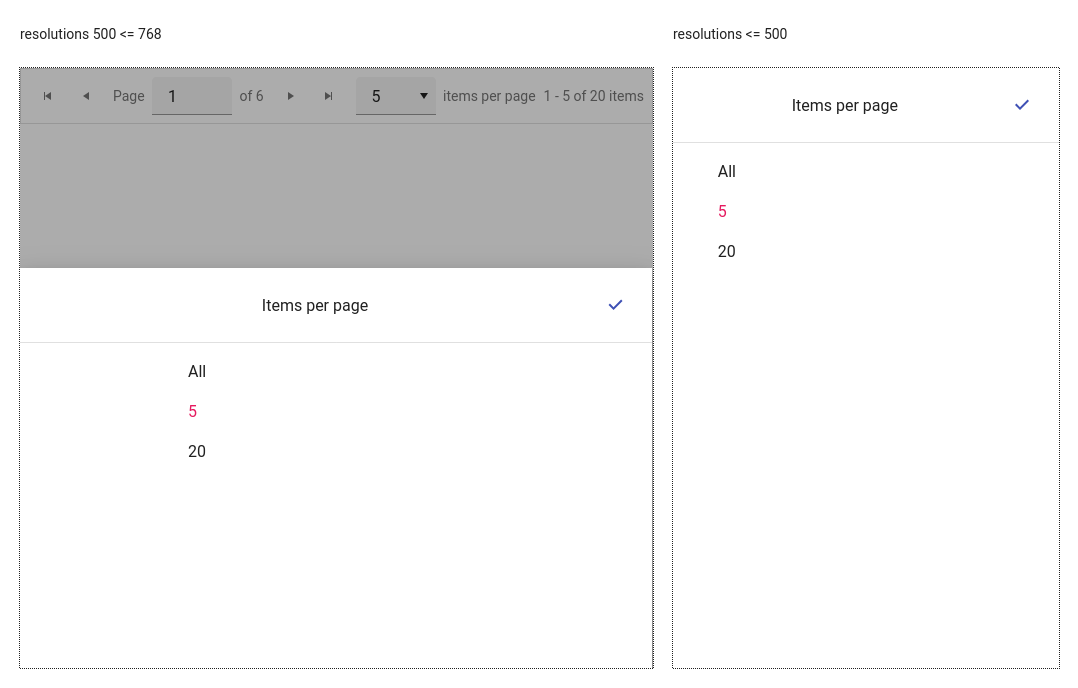 resolutions 500 <= 768
Page 1 of 6 5 items per page 1 - 5 of 20 items
Items per page
All
5
20
resolutions <= 500
Items per page
All
5
20